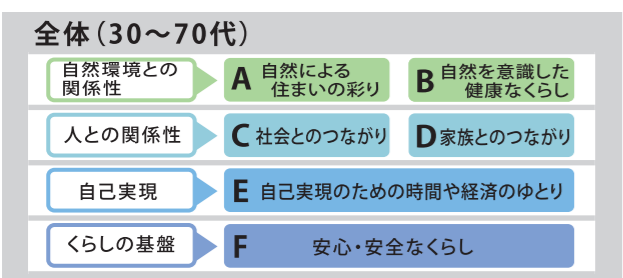 全体（30～70代）
自然環境との
関係性
A 自然による
住まいの彩り
B 自然を意識した
健康なくらし
人との関係性
C 社会とのつながり
D 家族とのつながり
自己実現
E 自己実現のための時間や経済のゆとり
くらしの基盤
F 安心・安全なくらし